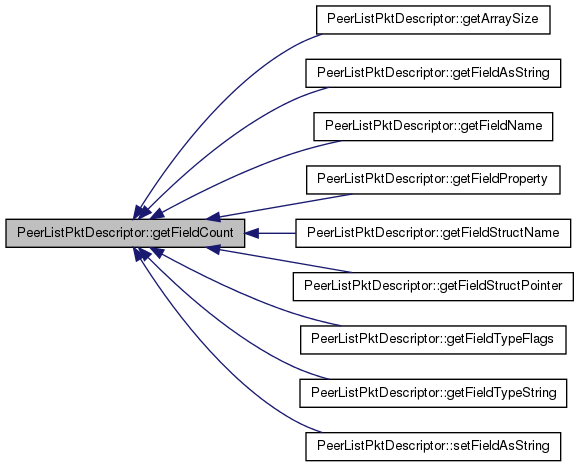 PeerListPktDescriptor::getArraySize
PeerListPktDescriptor::getFieldAsString
PeerListPktDescriptor::getFieldName
PeerListPktDescriptor::getFieldProperty
PeerListPktDescriptor::getFieldCount
PeerListPktDescriptor::getFieldStructName
PeerListPktDescriptor::getFieldStructPointer
PeerListPktDescriptor::getFieldTypeFlags
PeerListPktDescriptor::getFieldTypeString
PeerListPktDescriptor::setFieldAsString